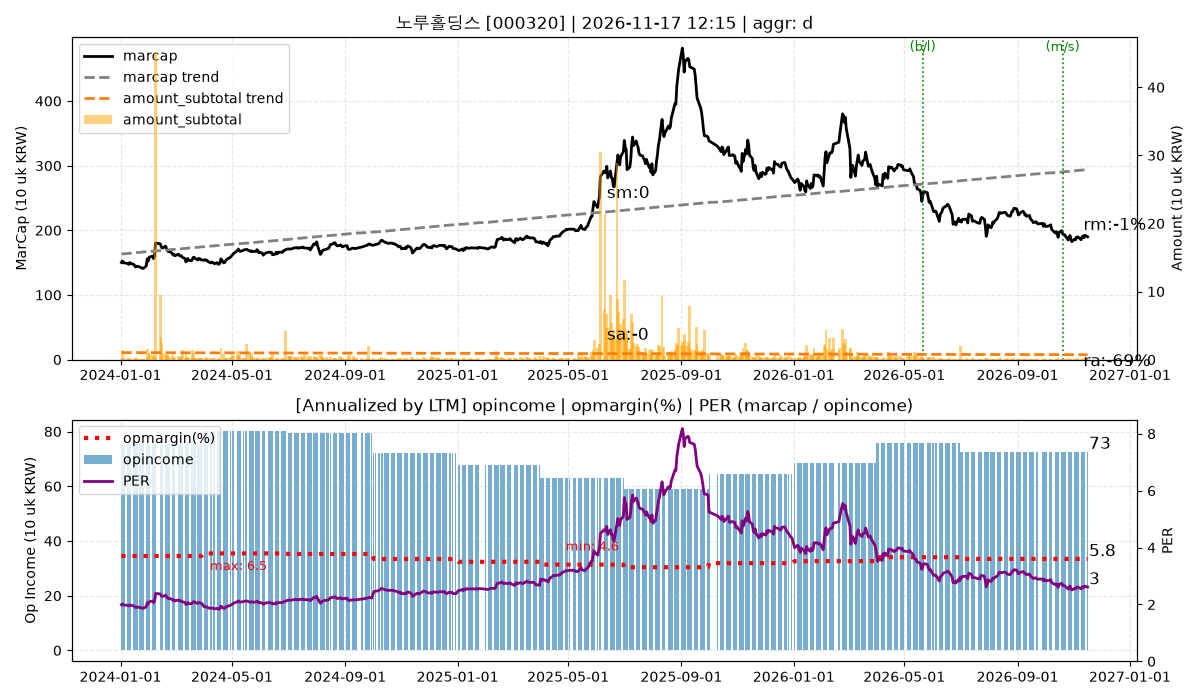 노루홀딩스 [000320] | 2026-11-17 12:15 | aggr: d
marcap
marcap trend
amount_subtotal trend
amount_subtotal
(b/l)
(m/s)
MarCap (10 uk KRW)
400
300
200
100
0
Amount (10 uk KRW)
40
30
20
10
0
sm:0
rm:-1%
sa:-0
ra:-69%
2024-01-01
2024-05-01
2024-09-01
2025-01-01
2025-05-01
2025-09-01
2026-01-01
2026-05-01
2026-09-01
2027-01-01
[Annualized by LTM] opincome | opmargin(%) | PER (marcap / opincome)
opmargin(%)
opincome
PER
Op Income (10 uk KRW)
80
60
40
20
0
PER
8
6
4
2
0
73
5.8
3
max: 6.5
min: 4.6
2024-01-01
2024-05-01
2024-09-01
2025-01-01
2025-05-01
2025-09-01
2026-01-01
2026-05-01
2026-09-01
2027-01-01